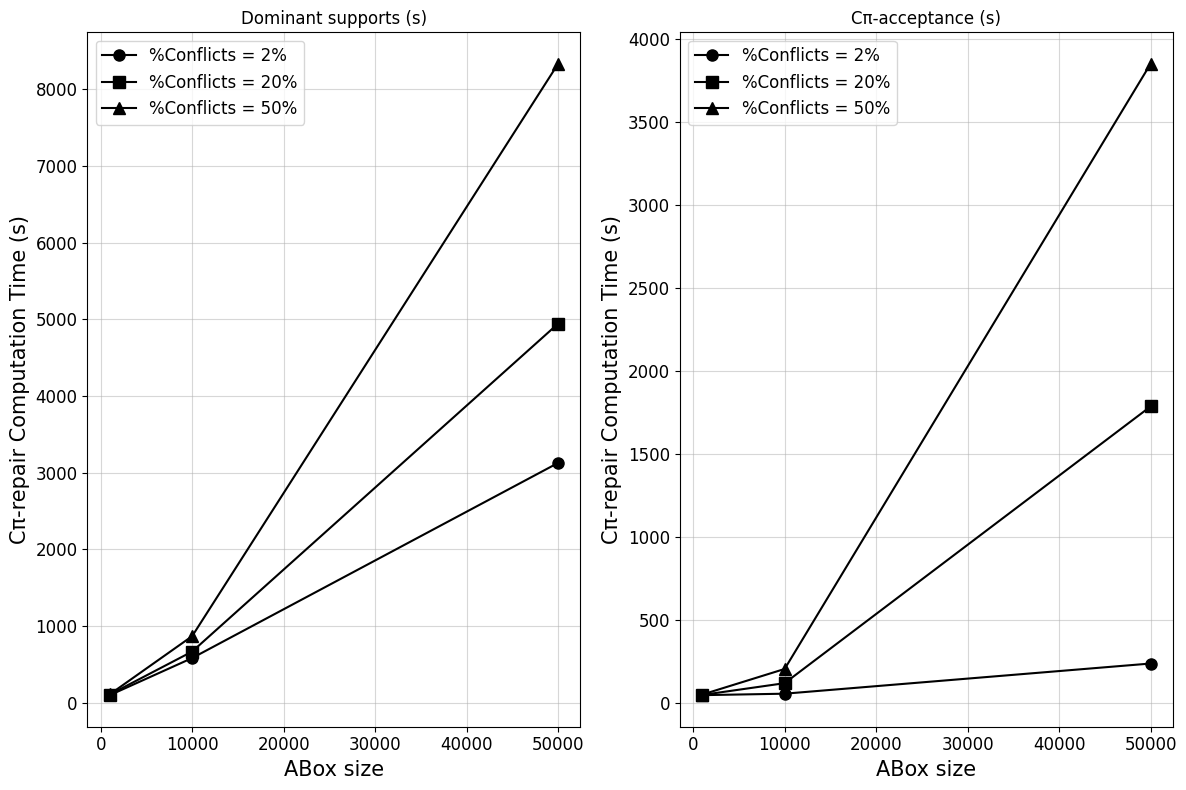 Dominant supports (s)
%Conflicts = 2%
%Conflicts = 20%
%Conflicts = 50%
Cπ-repair Computation Time (s)
8000
7000
6000
5000
4000
3000
2000
1000
0
0 10000 20000 30000 40000 50000
ABox size
Cπ-acceptance (s)
%Conflicts = 2%
%Conflicts = 20%
%Conflicts = 50%
Cπ-repair Computation Time (s)
4000
3500
3000
2500
2000
1500
1000
500
0
0 10000 20000 30000 40000 50000
ABox size